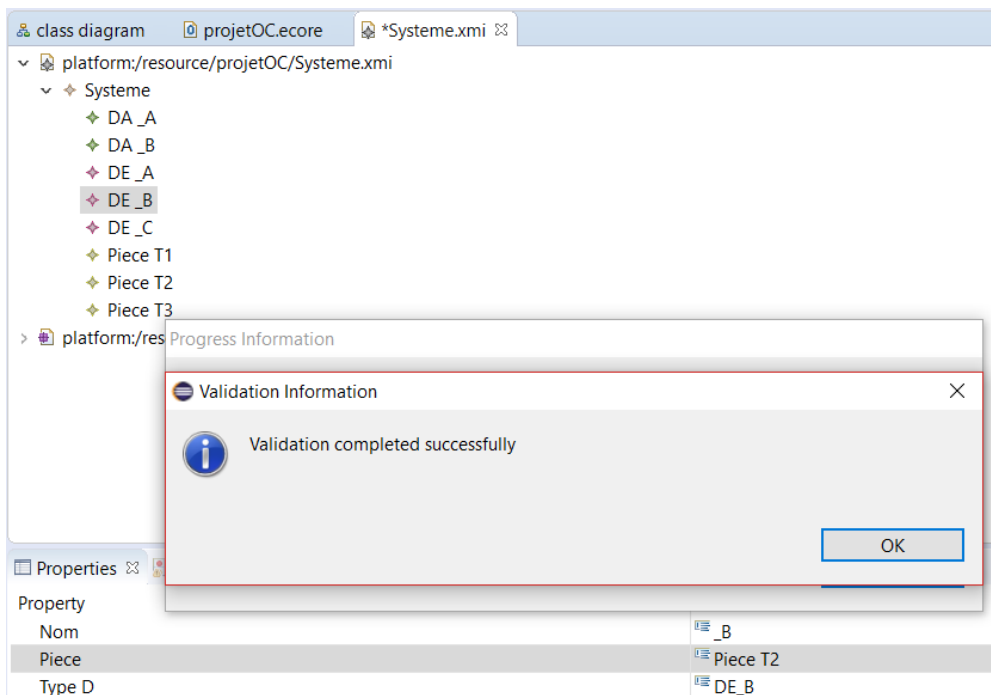 class diagram projetOC.ecore *Systeme.xmi
platform:/resource/projetOC/Systeme.xmi
Systeme
DA _A
DA _B
DE _A
DE _B
DE _C
Piece T1
Piece T2
Piece T3
platform:/res
Progress Information
Validation Information
Validation completed successfully
OK
Properties
Property
Nom _B
Piece Piece T2
Type D DE_B